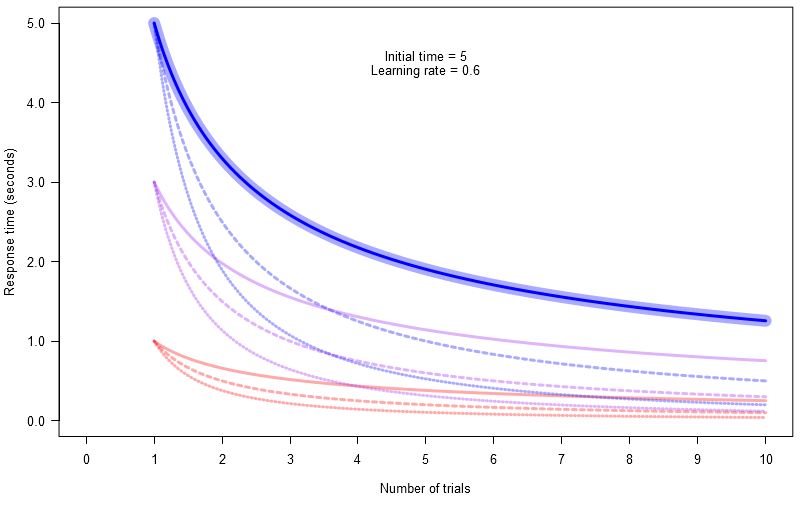 Initial time = 5
Learning rate = 0.6
Response time (seconds)
5.0
4.0
3.0
2.0
1.0
0.0
0 1 2 3 4 5 6 7 8 9 10
Number of trials